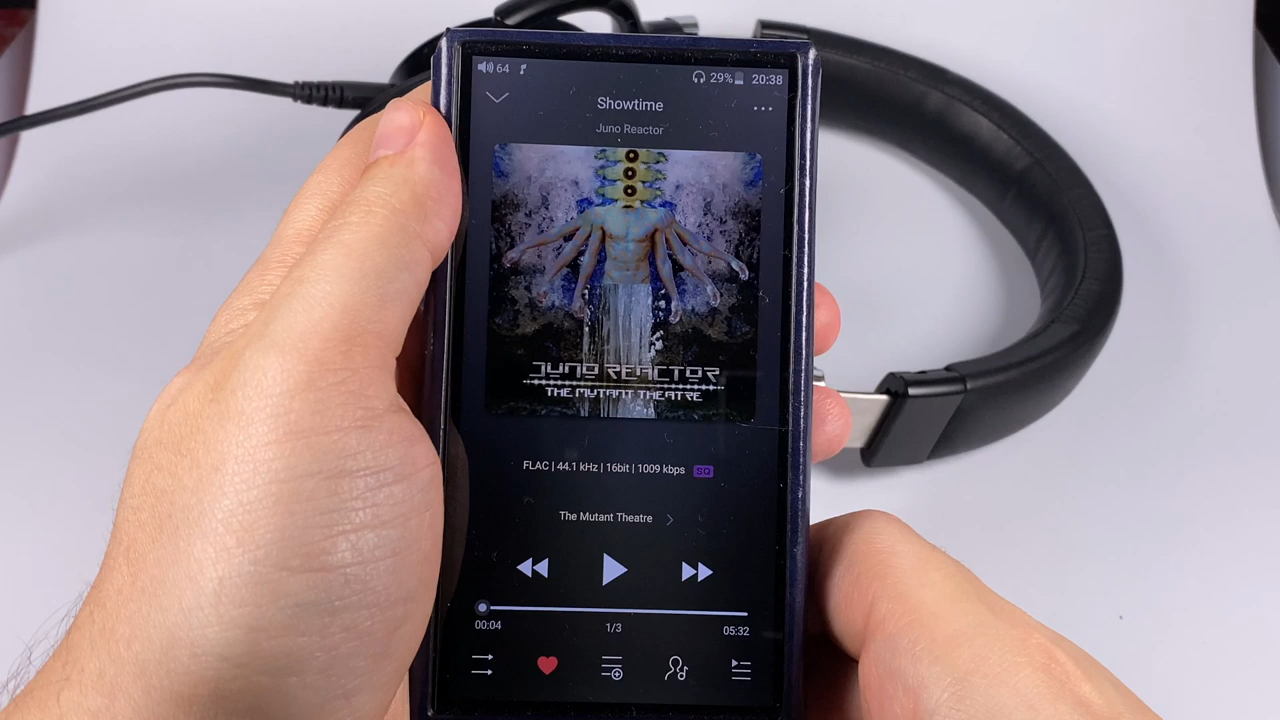 64
29% 20:38
Showtime
Juno Reactor
JUNO REACTOR
THE MUTANT THEATRE
FLAC | 44.1 kHz | 16bit | 1009 kbps SQ
The Mutant Theatre
00:04 1/3 05:32